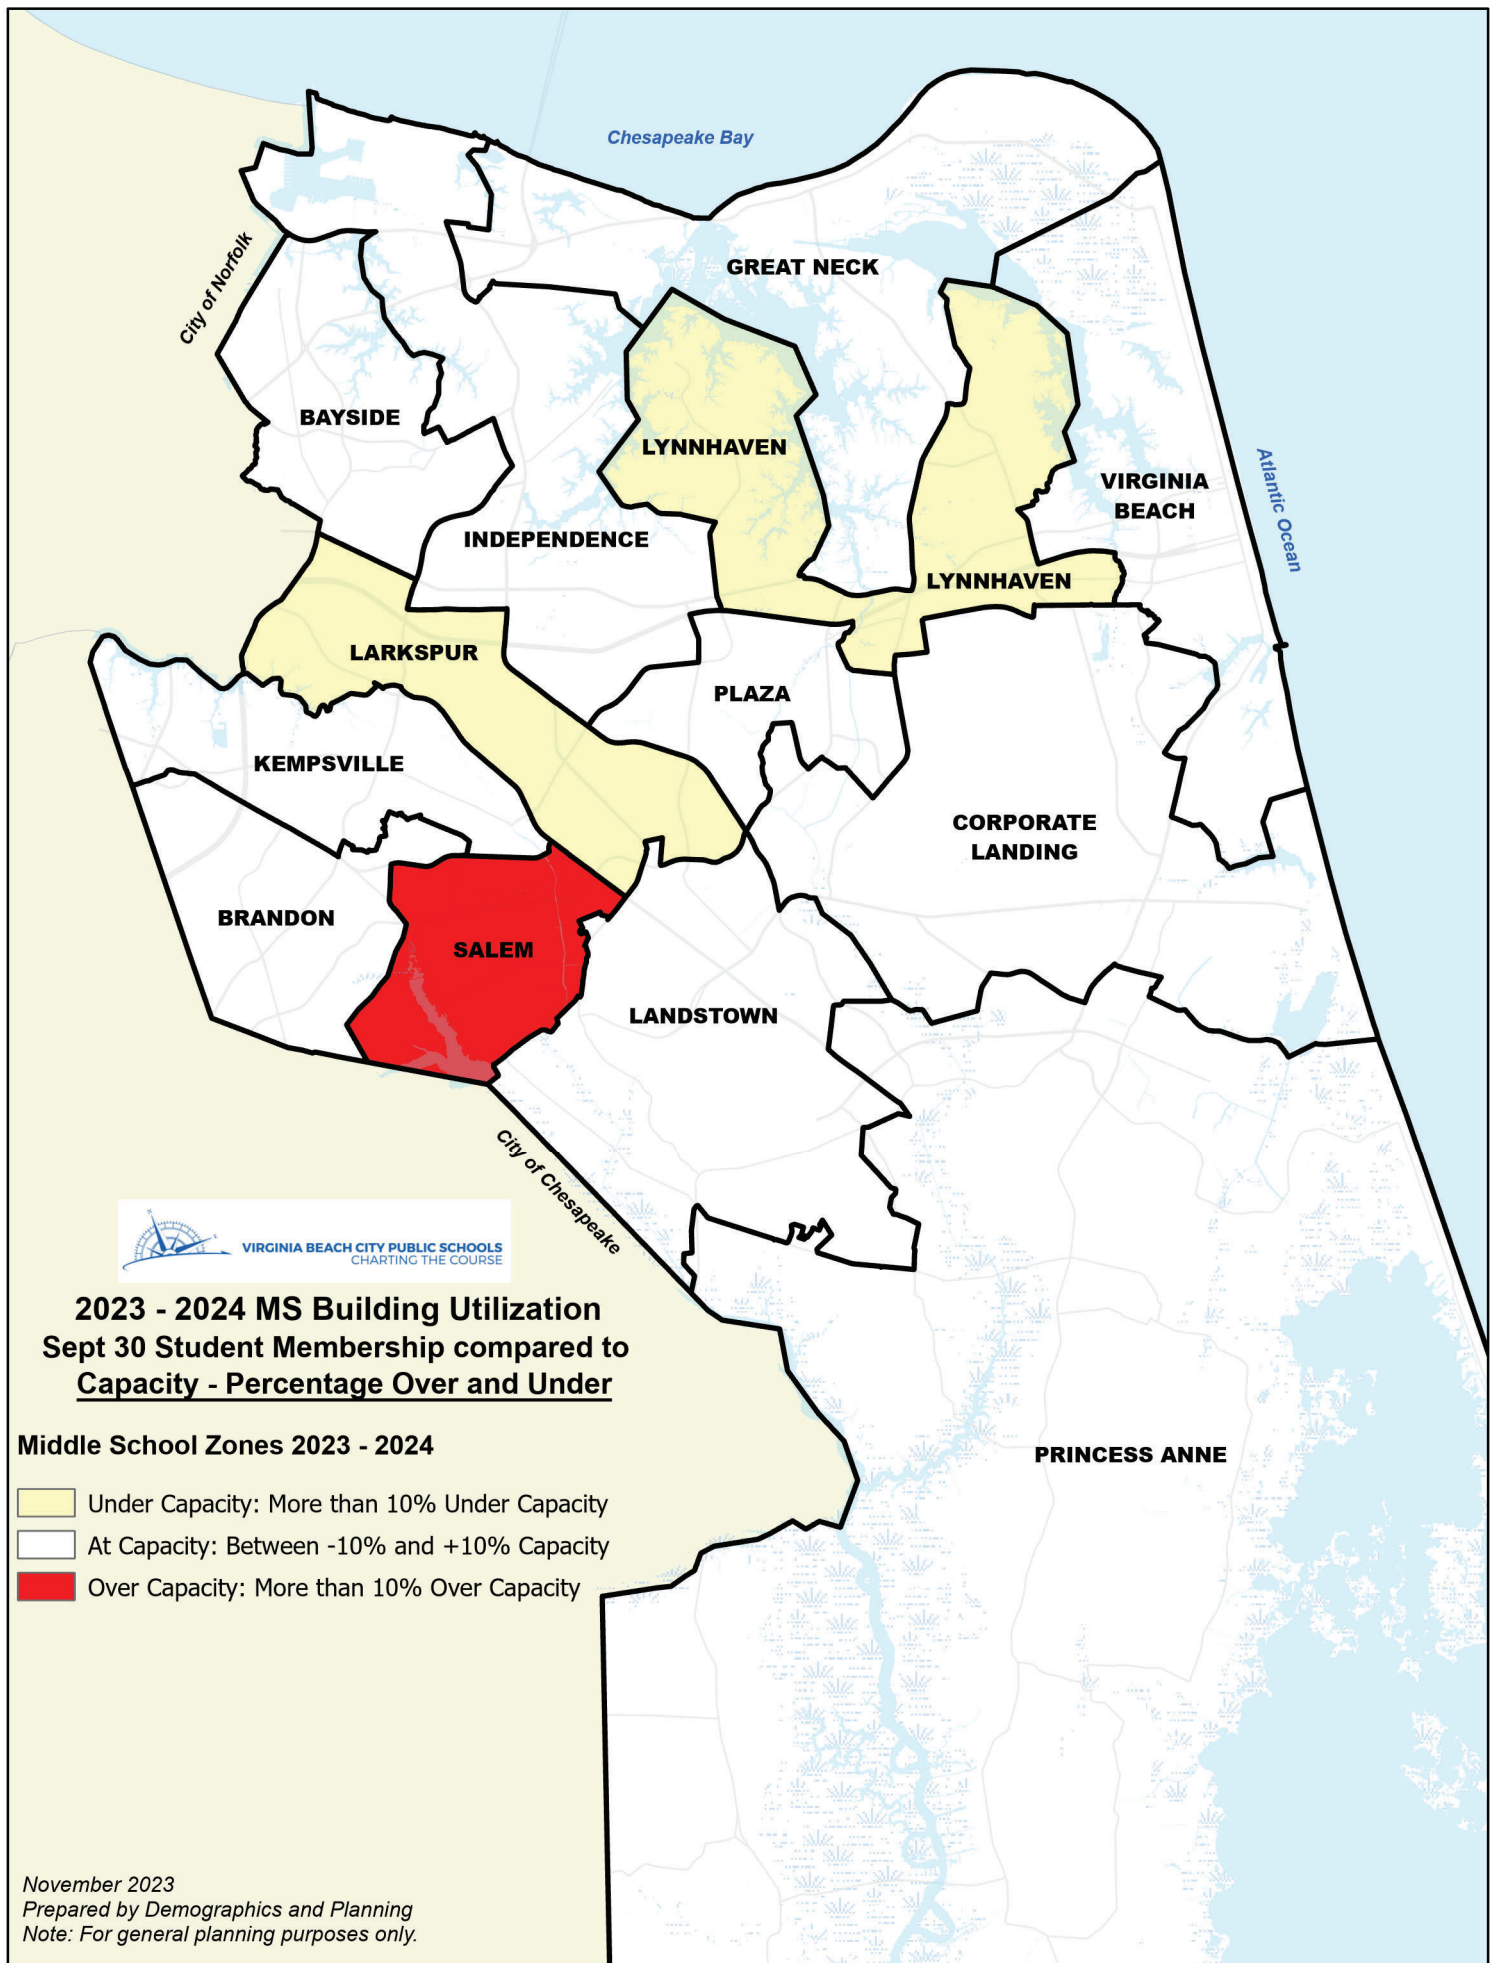 Chesapeake Bay
City of Norfolk
GREAT NECK
BAYSIDE
LYNNHAVEN
VIRGINIA
BEACH
Atlantic Ocean
INDEPENDENCE
LYNNHAVEN
LARKSPUR
PLAZA
KEMPSVILLE
CORPORATE
LANDING
BRANDON
SALEM
LANDSTOWN
City of Chesapeake
VIRGINIA BEACH CITY PUBLIC SCHOOLS
CHARTING THE COURSE
2023 - 2024 MS Building Utilization
Sept 30 Student Membership compared to
Capacity - Percentage Over and Under
Middle School Zones 2023 - 2024
PRINCESS ANNE
Under Capacity: More than 10% Under Capacity
At Capacity: Between -10% and +10% Capacity
Over Capacity: More than 10% Over Capacity
November 2023
Prepared by Demographics and Planning
Note: For general planning purposes only.